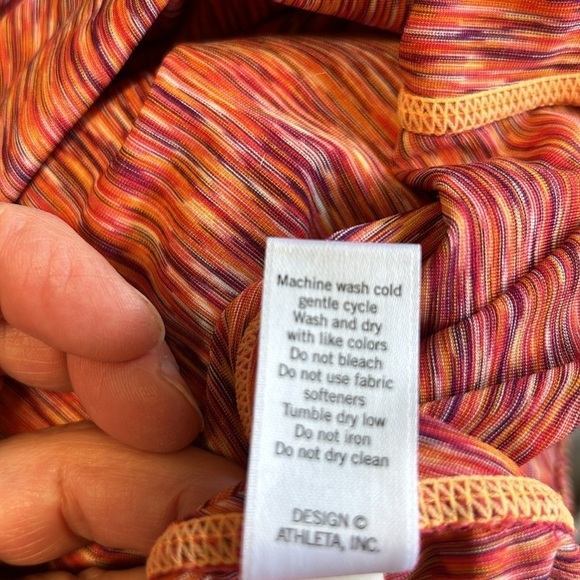 Machine wash cold
gentle cycle
Wash and dry
with like colors
Do not bleach
Do not use fabric
softeners
Tumble dry low
Do not iron
Do not dry clean
DESIGN ©
ATHLETA, INC.